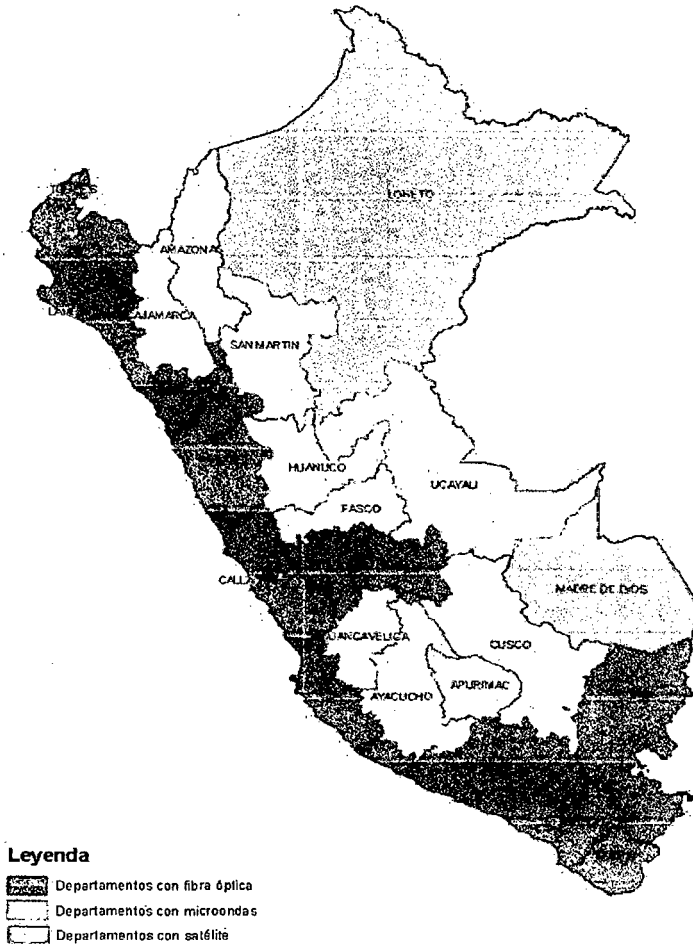 LORETO
AMAZONAS
CAJAMARCA
SAN MARTIN
HUANUCO
UCAYALI
PASCO
CALLA
MADRE DE DIOS
HUANCAVELICA
CUSCO
AYACUCHO
APURIMAC
Leyenda
Departamentos con fibra óptica
Departamentos con microondas
Departamentos con satélite